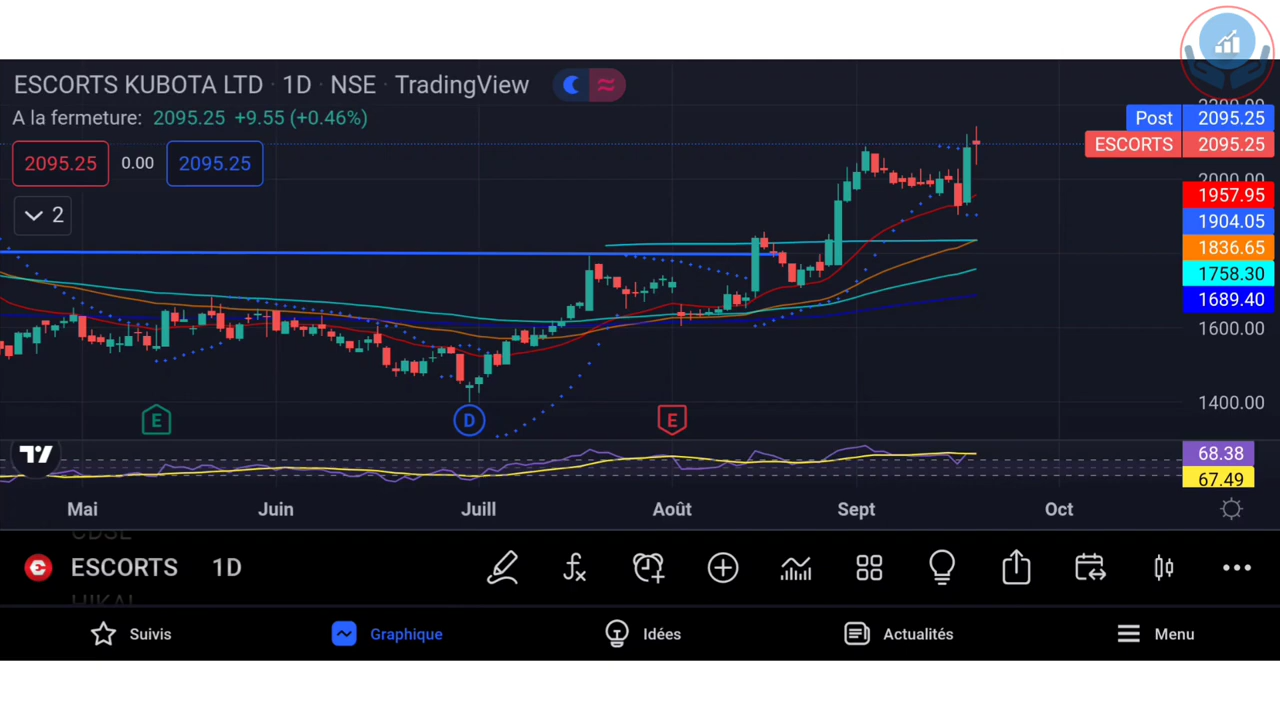 ESCORTS KUBOTA LTD · 1D · NSE · TradingView
A la fermeture: 2095.25 +9.55 (+0.46%)
2095.25 0.00 2095.25
2
2200.00
Post 2095.25
ESCORTS 2095.25
2000.00
1957.95
1904.05
1836.65
1758.30
1689.40
1600.00
1400.00
E D E
68.38
67.49
Mai Juin Juill Août Sept Oct
ESCORTS 1D
Suivis Graphique Idées Actualités Menu